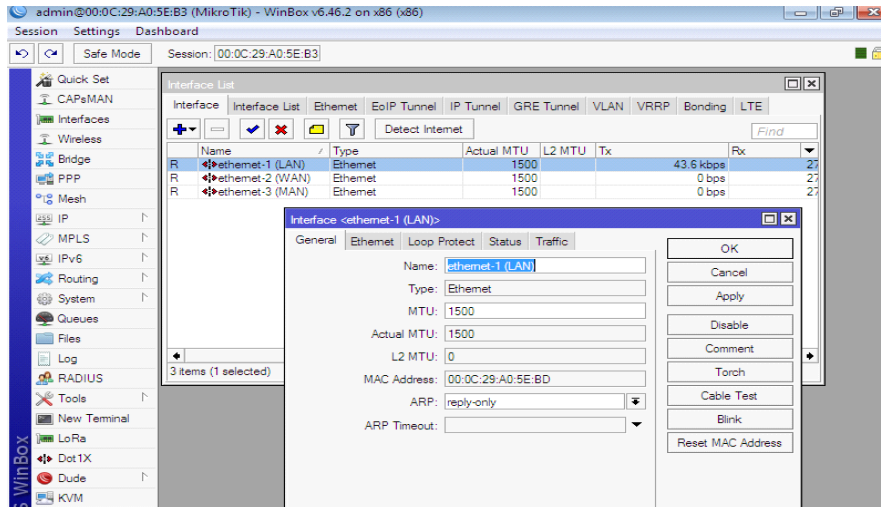 admin@00:0C:29:A0:5E:B3 (MikroTik) - WinBox v6.46.2 on x86 (x86)
Session Settings Dashboard
Safe Mode Session: 00:0C:29:A0:5E:B3
Quick Set
CAPsMAN
Interfaces
Wireless
Bridge
PPP
Mesh
IP
MPLS
IPv6
Routing
System
Queues
Files
Log
RADIUS
Tools
New Terminal
LoRa
Dot1X
Dude
KVM
WinBox
Interface List
Interface Interface List Ethernet EoIP Tunnel IP Tunnel GRE Tunnel VLAN VRRP Bonding LTE
Detect Internet Find
Name Type Actual MTU L2 MTU Tx Rx
R ethernet-1 (LAN) Ethernet 1500 43.6 kbps 27
R ethernet-2 (WAN) Ethernet 1500 0 bps 27
R ethernet-3 (MAN) Ethernet 1500 0 bps 27
3 items (1 selected)
Interface <ethernet-1 (LAN)>
General Ethernet Loop Protect Status Traffic
Name: ethernet-1 (LAN)
Type: Ethernet
MTU: 1500
Actual MTU: 1500
L2 MTU: 0
MAC Address: 00:0C:29:A0:5E:BD
ARP: reply-only
ARP Timeout:
OK
Cancel
Apply
Disable
Comment
Torch
Cable Test
Blink
Reset MAC Address